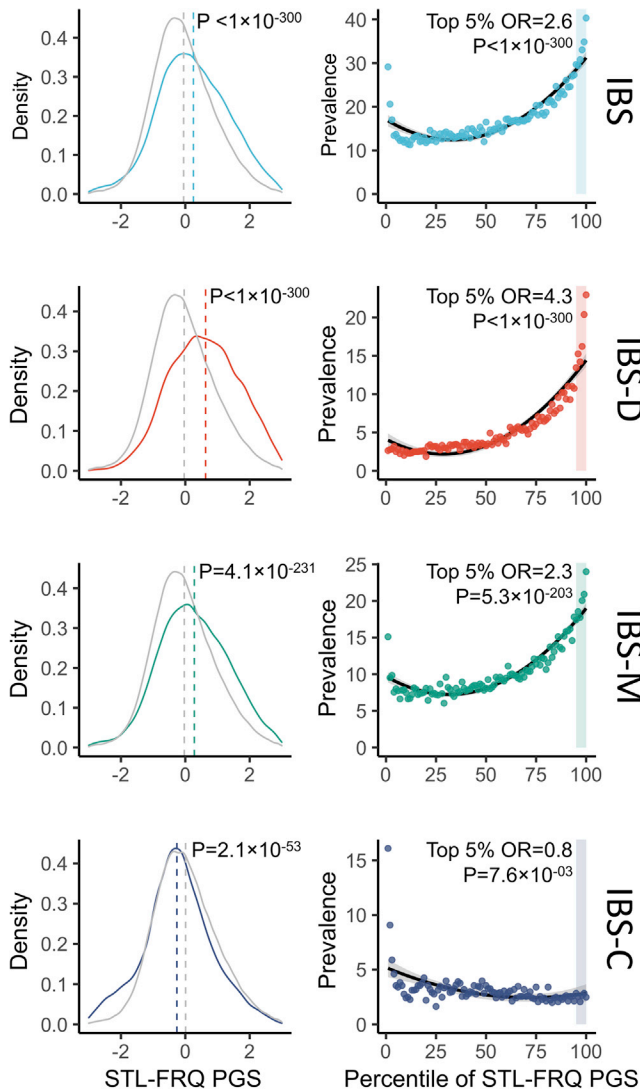 P <1×10⁻³⁰⁰
Density
0.4
0.3
0.2
0.1
0.0
-2 0 2
Top 5% OR=2.6
P<1×10⁻³⁰⁰
Prevalence
40
30
20
10
0
0 25 50 75 100
IBS
P<1×10⁻³⁰⁰
Density
0.4
0.3
0.2
0.1
0.0
-2 0 2
Top 5% OR=4.3
P<1×10⁻³⁰⁰
Prevalence
20
15
10
5
0
0 25 50 75 100
IBS-D
P=4.1×10⁻²³¹
Density
0.4
0.3
0.2
0.1
0.0
-2 0 2
Top 5% OR=2.3
P=5.3×10⁻²⁰³
Prevalence
25
20
15
10
5
0
0 25 50 75 100
IBS-M
P=2.1×10⁻⁵³
Density
0.4
0.3
0.2
0.1
0.0
-2 0 2
STL-FRQ PGS
Top 5% OR=0.8
P=7.6×10⁻⁰³
Prevalence
15
10
5
0
0 25 50 75 100
Percentile of STL-FRQ PGS
IBS-C